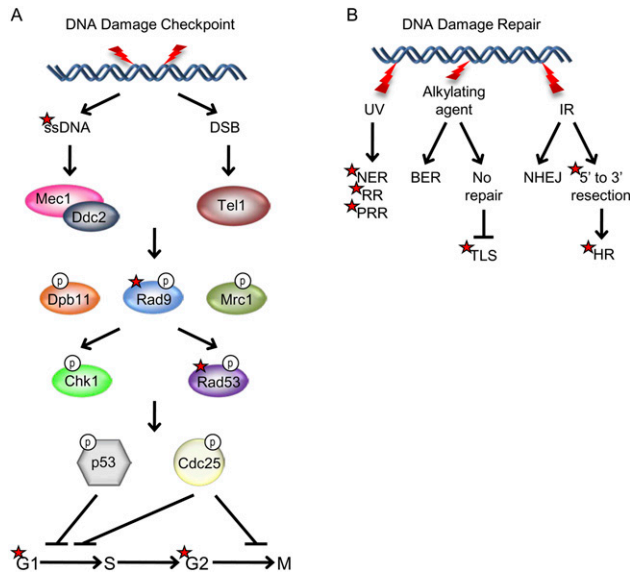 A
DNA Damage Checkpoint
ssDNA
DSB
Mec1
Ddc2
Tel1
p
p
p
Dpb11
Rad9
Mrc1
p
p
Chk1
Rad53
p
p
p53
Cdc25
G1
S
G2
M
B
DNA Damage Repair
UV
Alkylating
agent
IR
NER
RR
PRR
BER
No
repair
NHEJ
5’ to 3’
resection
TLS
HR